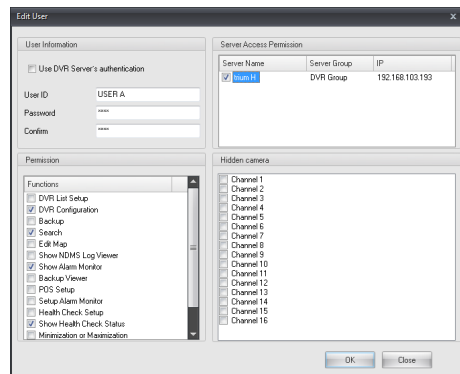 Edit User
x
User Information
Use DVR Server's authentication
User ID
USER A
Password
****
Confirm
****
Server Access Permission
Server Name
Server Group
IP
trium H
DVR Group
192.168.103.193
Permission
Functions
DVR List Setup
DVR Configuration
Backup
Search
Edit Map
Show NDMS Log Viewer
Show Alarm Monitor
Backup Viewer
POS Setup
Setup Alarm Monitor
Health Check Setup
Show Health Check Status
Minimization or Maximization
Hidden camera
Channel 1
Channel 2
Channel 3
Channel 4
Channel 5
Channel 6
Channel 7
Channel 8
Channel 9
Channel 10
Channel 11
Channel 12
Channel 13
Channel 14
Channel 15
Channel 16
OK
Close